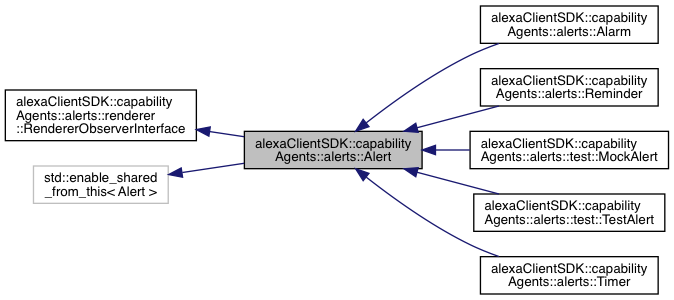 alexaClientSDK::capability
Agents::alerts::renderer
::RendererObserverInterface
std::enable_shared
_from_this< Alert >
alexaClientSDK::capability
Agents::alerts::Alert
alexaClientSDK::capability
Agents::alerts::Alarm
alexaClientSDK::capability
Agents::alerts::Reminder
alexaClientSDK::capability
Agents::alerts::test::MockAlert
alexaClientSDK::capability
Agents::alerts::test::TestAlert
alexaClientSDK::capability
Agents::alerts::Timer